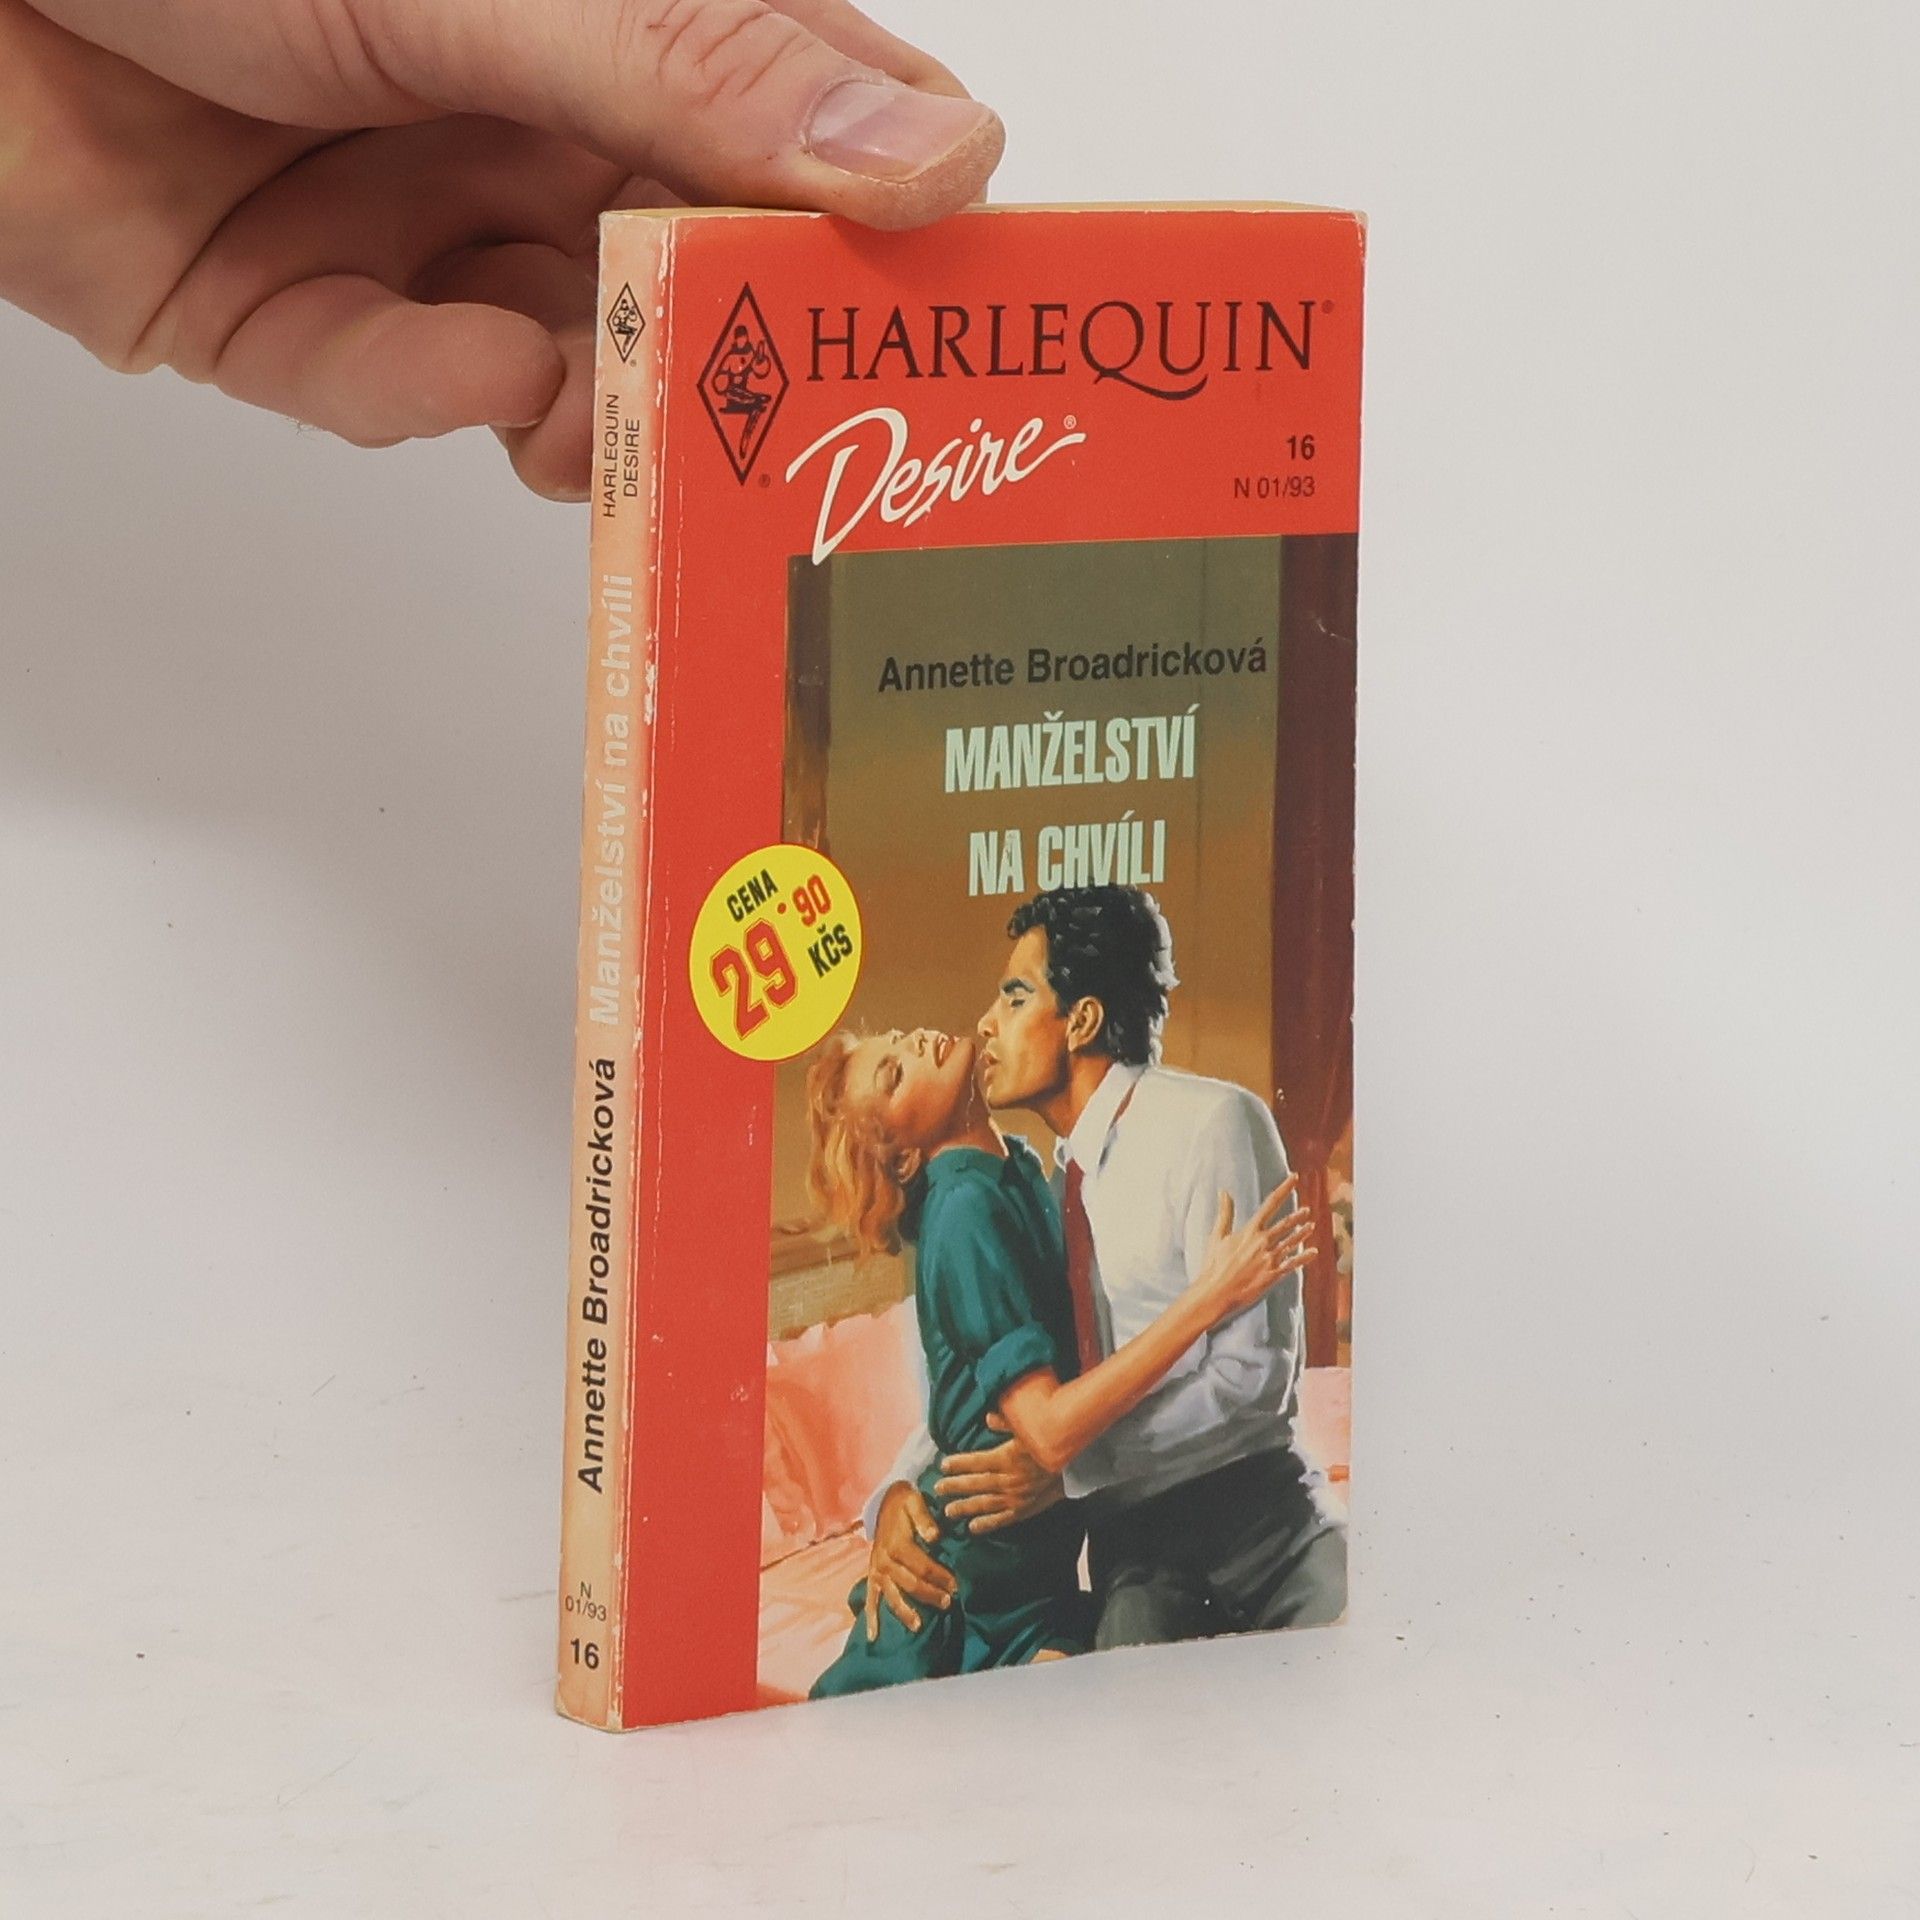 HARLEQUIN®
Desire®
16
N 01/93
Annette Broadricková
MANŽELSTVÍ
NA CHVÍLI
CENA
29.90
KČS
HARLEQUIN
DESIRE
Manželství na chvíli
Annette Broadricková
N
01/93
16